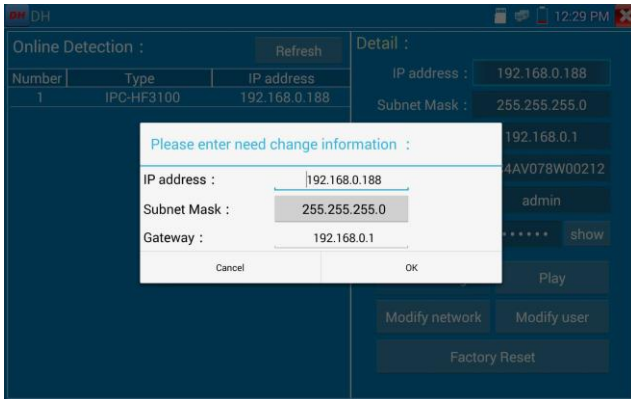 DH DH 12:29 PM
Online Detection : Refresh
Number Type IP address
1 IPC-HF3100 192.168.0.188
Detail :
IP address : 192.168.0.188
Subnet Mask : 255.255.255.0
192.168.0.1
4AV078W00212
admin
show
Play
Modify network Modify user
Factory Reset
Please enter need change information :
IP address : 192.168.0.188
Subnet Mask : 255.255.255.0
Gateway : 192.168.0.1
Cancel OK